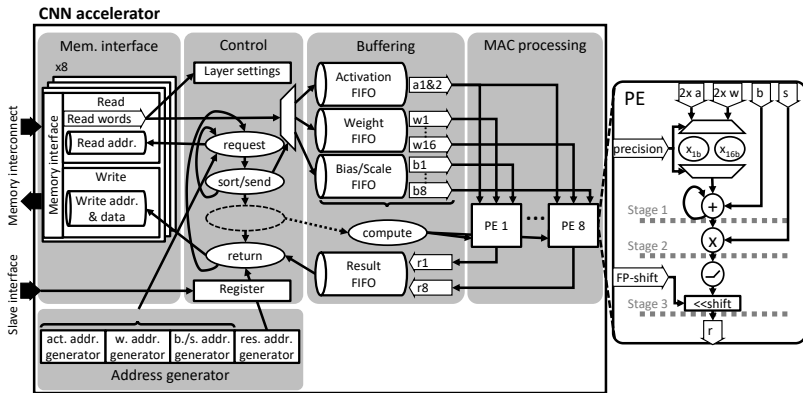 CNN accelerator
Mem. interface
Control
Buffering
MAC processing
x8
Memory interface
Read
Read words
Read addr.
Write
Write addr.
& data
Layer settings
request
sort/send
return
Register
Activation
FIFO
a1&2
Weight
FIFO
w1
w16
Bias/Scale
FIFO
b1
b8
compute
Result
FIFO
r1
r8
PE 1
PE 8
Memory interconnect
Slave interface
act. addr.
generator
w. addr.
generator
b./s. addr.
generator
res. addr.
generator
Address generator
PE
2x a
2x w
b
s
precision
x1b
x16b
+
Stage 1
x
Stage 2
FP-shift
<<shift
Stage 3
r